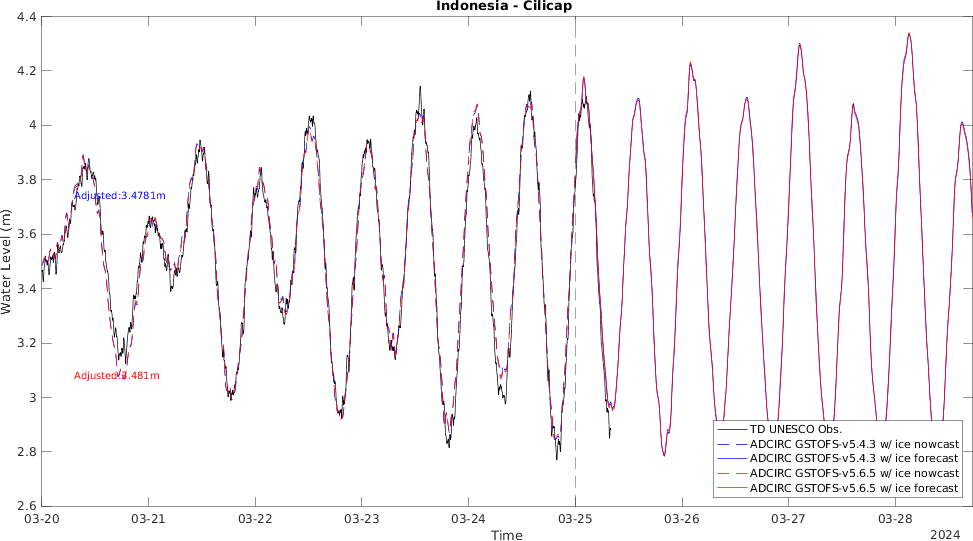 Indonesia - Cilicap
4.4
4.2
4
3.8
3.6
3.4
3.2
3
2.8
2.6
Water Level (m)
Adjusted:3.4781m
Adjusted:3.481m
TD UNESCO Obs.
ADCIRC GSTOFS-v5.4.3 w/ ice nowcast
ADCIRC GSTOFS-v5.4.3 w/ ice forecast
ADCIRC GSTOFS-v5.6.5 w/ ice nowcast
ADCIRC GSTOFS-v5.6.5 w/ ice forecast
03-20 03-21 03-22 03-23 03-24 03-25 03-26 03-27 03-28
Time
2024